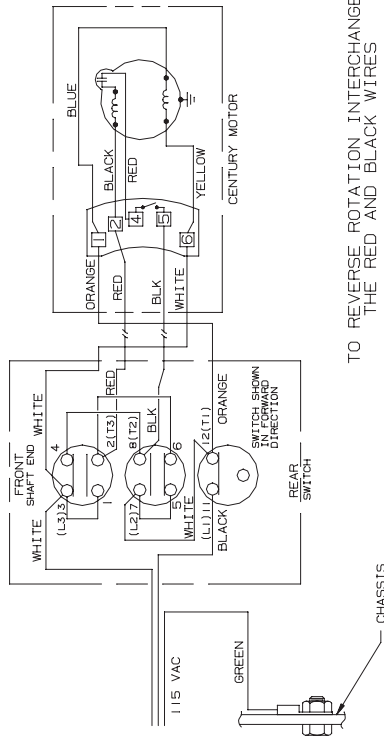 FRONT
SHAFT END
WHITE
WHITE
(L3)3
4
1
2(T3)
RED
(L2)7
8(T2)
BLK
5
6
WHITE
(L1)11
12(T1)
BLACK
ORANGE
SWITCH SHOWN
IN FORWARD
DIRECTION
REAR
SWITCH
115 VAC
GREEN
CHASSIS
ORANGE
RED
BLK
WHITE
1
2
4
5
6
BLUE
BLACK
RED
YELLOW
CENTURY MOTOR
TO REVERSE ROTATION INTERCHANGE
THE RED AND BLACK WIRES